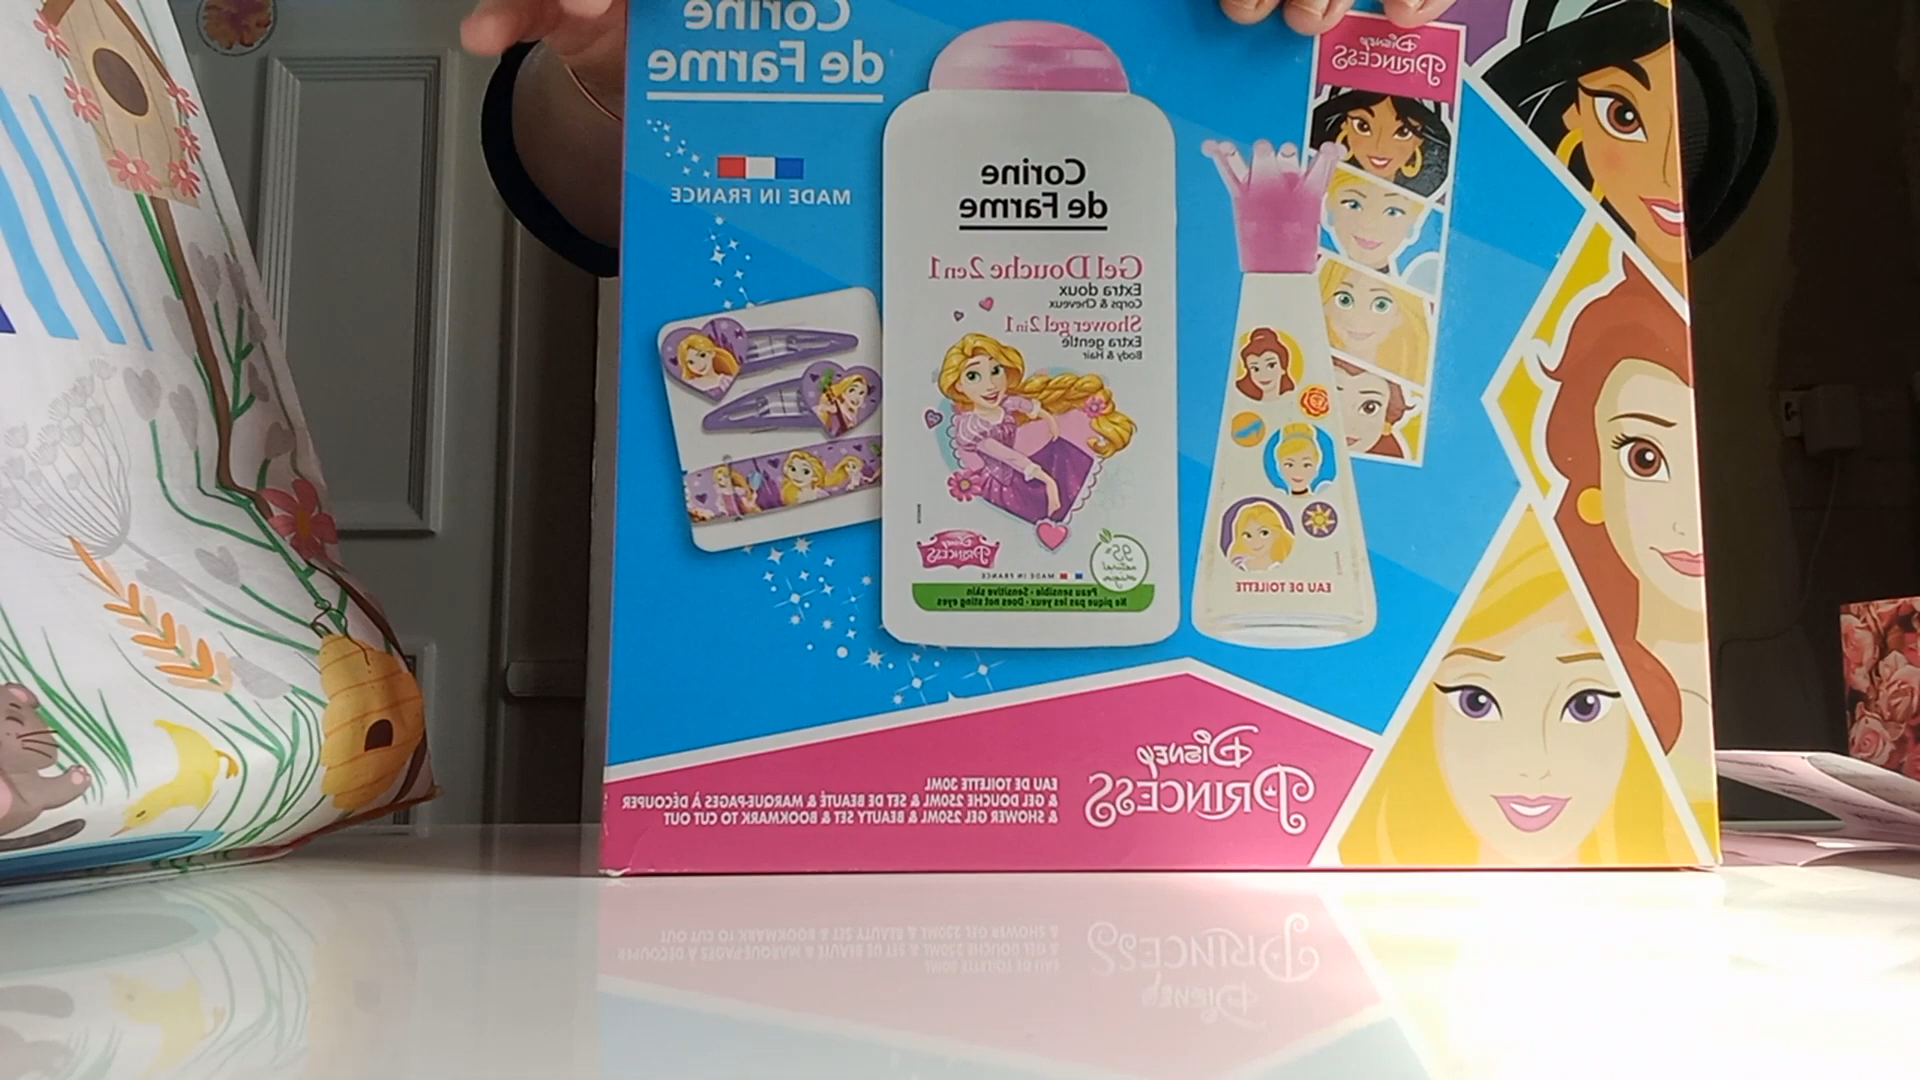 Corine
de Farme
MADE IN FRANCE
Corine
de Farme
Gel Douche 2en1
Extra doux
Corps & Cheveux
Shower gel 2in1
Extra gentle
Body & Hair
Disney
PRINCESS
MADE IN FRANCE
95%
natural
origin
Peau sensible - Sensitive skin
Ne pique pas les yeux - Does not sting eyes
EAU DE TOILETTE
Disney
PRINCESS
Disney
PRINCESS
EAU DE TOILETTE 30ML
& GEL DOUCHE 250ML & SET DE BEAUTÉ & MARQUE-PAGES À DÉCOUPER
& SHOWER GEL 250ML & BEAUTY SET & BOOKMARK TO CUT OUT